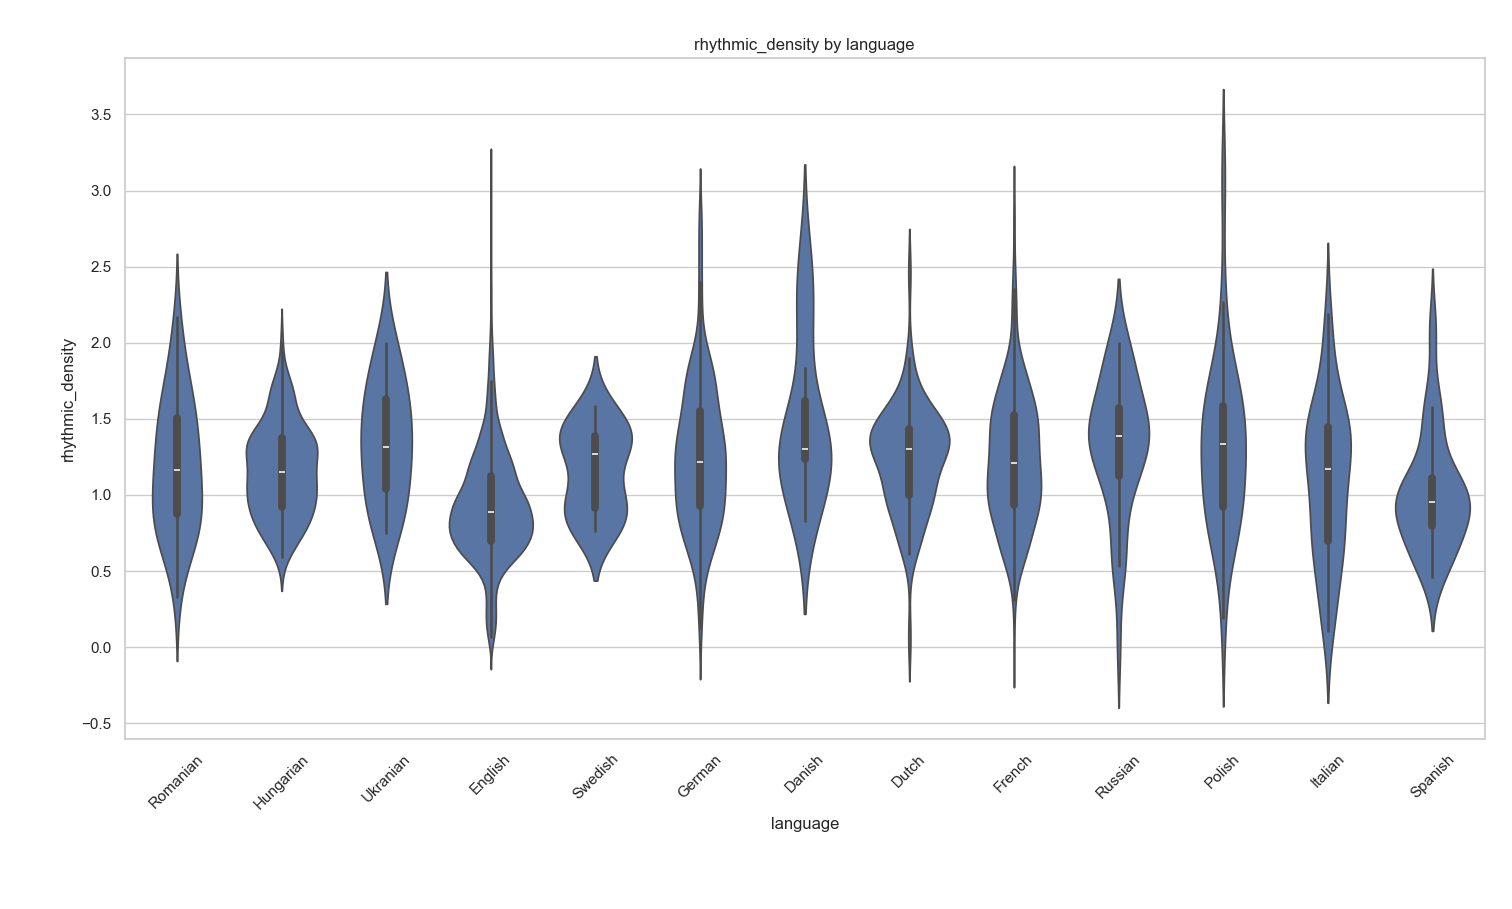 rhythmic_density by language
rhythmic_density
3.5
3.0
2.5
2.0
1.5
1.0
0.5
0.0
−0.5
Romanian
Hungarian
Ukranian
English
Swedish
German
Danish
Dutch
French
Russian
Polish
Italian
Spanish
language